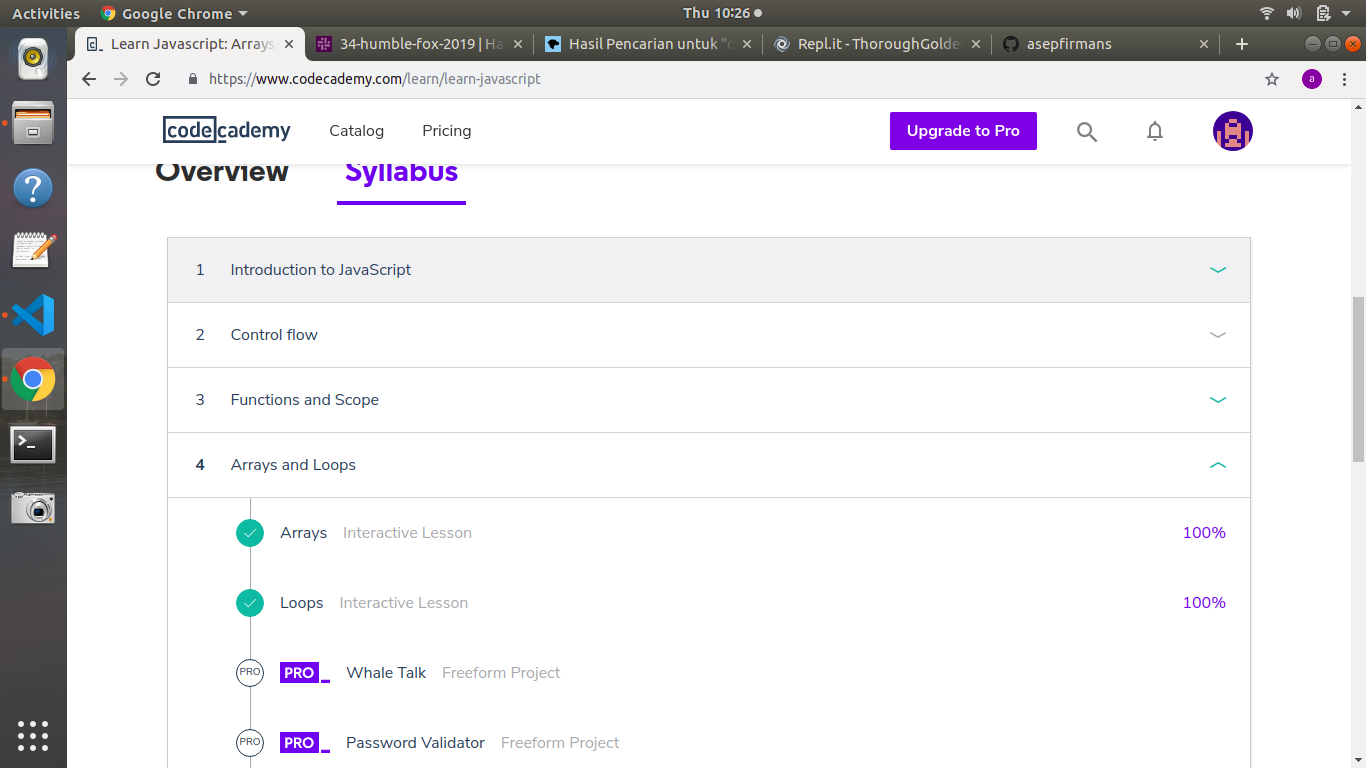 Activities Google Chrome Thu 10:26
Learn Javascript: Arrays 34-humble-fox-2019 | Ha Hasil Pencarian untuk "c Repl.it - ThoroughGolde asepfirmans
https://www.codecademy.com/learn/learn-javascript a
codecademy Catalog Pricing Upgrade to Pro
Overview Syllabus
1 Introduction to JavaScript
2 Control flow
3 Functions and Scope
4 Arrays and Loops
Arrays Interactive Lesson 100%
Loops Interactive Lesson 100%
PRO PRO_ Whale Talk Freeform Project
PRO PRO_ Password Validator Freeform Project